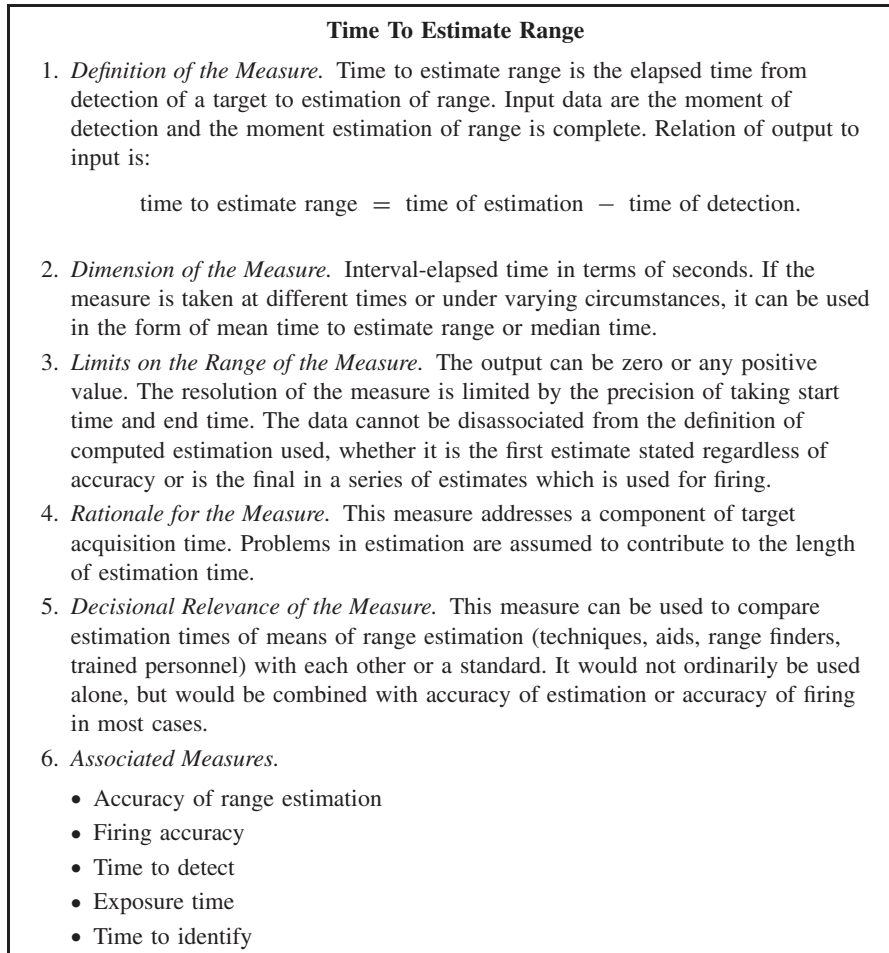 Time To Estimate Range
1. Definition of the Measure. Time to estimate range is the elapsed time from
detection of a target to estimation of range. Input data are the moment of
detection and the moment estimation of range is complete. Relation of output to
input is:
time to estimate range = time of estimation − time of detection.
2. Dimension of the Measure. Interval-elapsed time in terms of seconds. If the
measure is taken at different times or under varying circumstances, it can be used
in the form of mean time to estimate range or median time.
3. Limits on the Range of the Measure. The output can be zero or any positive
value. The resolution of the measure is limited by the precision of taking start
time and end time. The data cannot be disassociated from the definition of
computed estimation used, whether it is the first estimate stated regardless of
accuracy or is the final in a series of estimates which is used for firing.
4. Rationale for the Measure. This measure addresses a component of target
acquisition time. Problems in estimation are assumed to contribute to the length
of estimation time.
5. Decisional Relevance of the Measure. This measure can be used to compare
estimation times of means of range estimation (techniques, aids, range finders,
trained personnel) with each other or a standard. It would not ordinarily be used
alone, but would be combined with accuracy of estimation or accuracy of firing
in most cases.
6. Associated Measures.
• Accuracy of range estimation
• Firing accuracy
• Time to detect
• Exposure time
• Time to identify